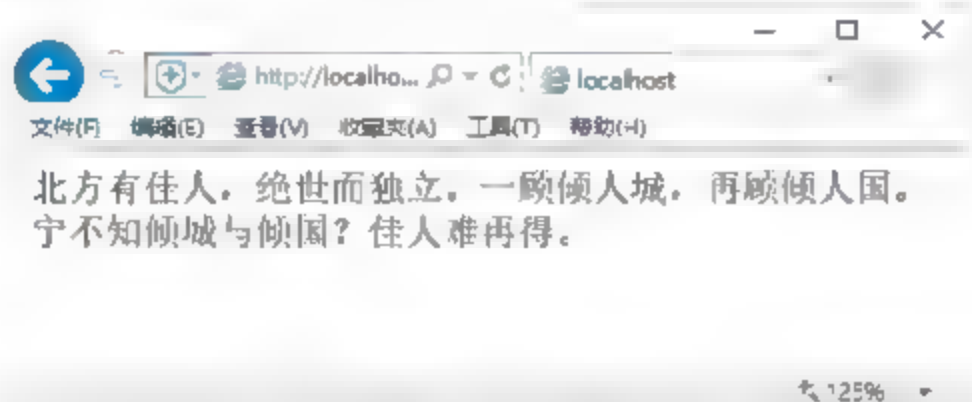 http://localho... localhost
文件(F) 编辑(E) 查看(V) 收藏夹(A) 工具(T) 帮助(H)
北方有佳人，绝世而独立。一顾倾人城，再顾倾人国。
宁不知倾城与倾国？佳人难再得。
125%